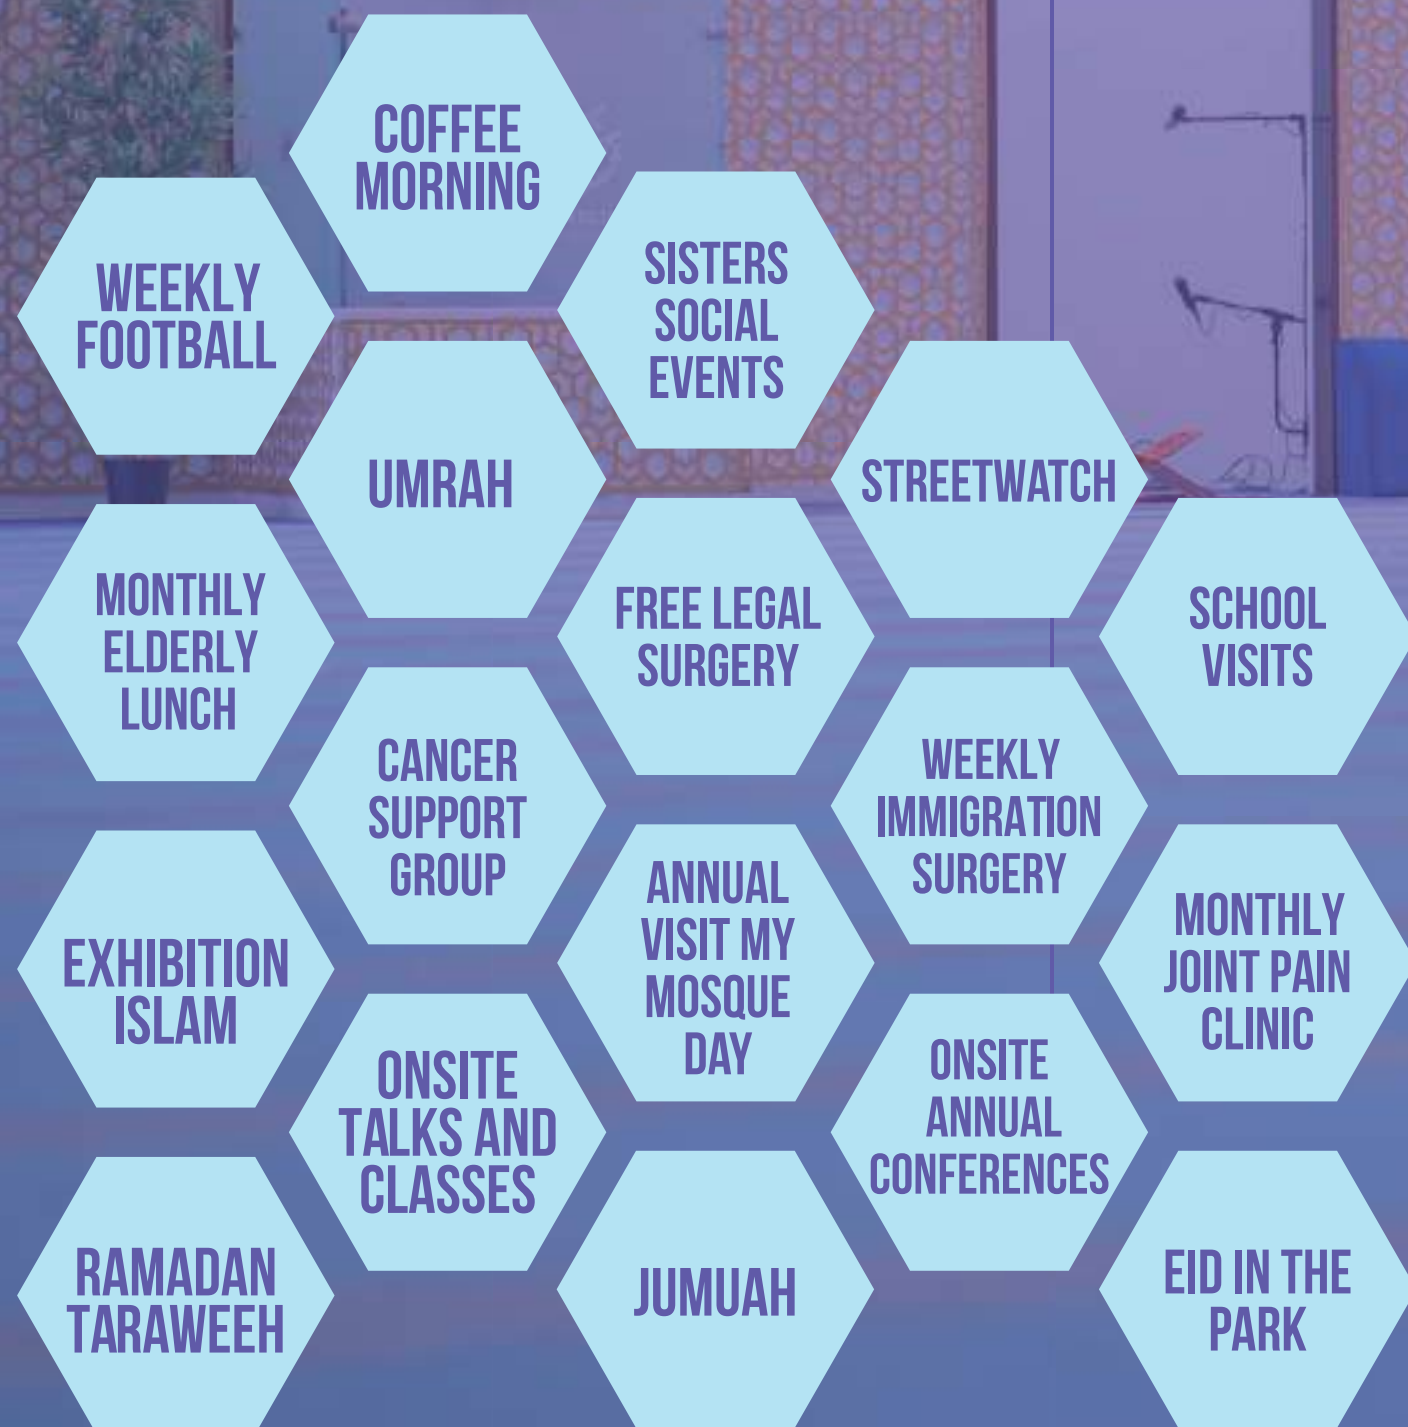 COFFEE
MORNING
WEEKLY
FOOTBALL
SISTERS
SOCIAL
EVENTS
UMRAH
STREETWATCH
MONTHLY
ELDERLY
LUNCH
FREE LEGAL
SURGERY
SCHOOL
VISITS
CANCER
SUPPORT
GROUP
WEEKLY
IMMIGRATION
SURGERY
EXHIBITION
ISLAM
ANNUAL
VISIT MY
MOSQUE
DAY
MONTHLY
JOINT PAIN
CLINIC
ONSITE
TALKS AND
CLASSES
ONSITE
ANNUAL
CONFERENCES
RAMADAN
TARAWEEH
JUMUAH
EID IN THE
PARK